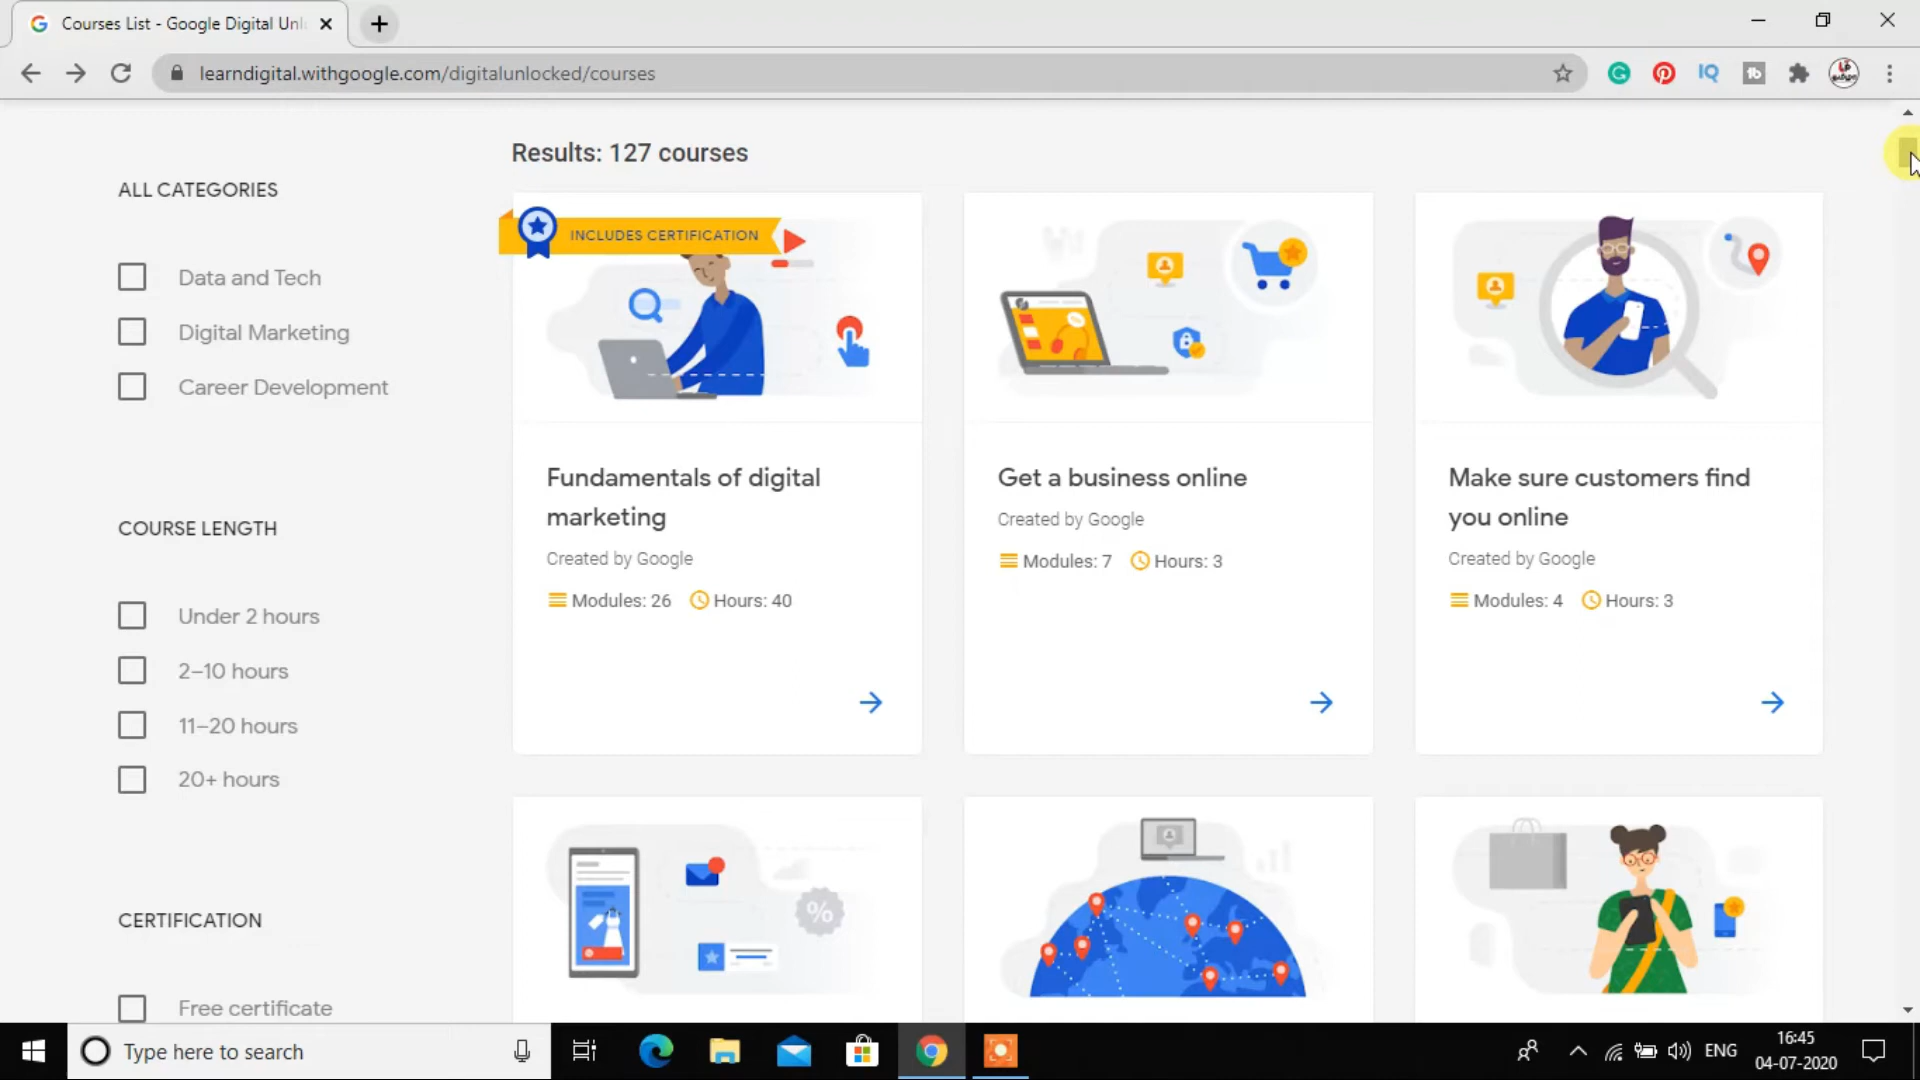 Courses List - Google Digital Unl
learndigital.withgoogle.com/digitalunlocked/courses
Results: 127 courses
ALL CATEGORIES
Data and Tech
Digital Marketing
Career Development
COURSE LENGTH
Under 2 hours
2–10 hours
11–20 hours
20+ hours
CERTIFICATION
Free certificate
INCLUDES CERTIFICATION
Fundamentals of digital
marketing
Created by Google
Modules: 26 Hours: 40
Get a business online
Created by Google
Modules: 7 Hours: 3
Make sure customers find
you online
Created by Google
Modules: 4 Hours: 3
%
Type here to search
ENG
16:45
04-07-2020